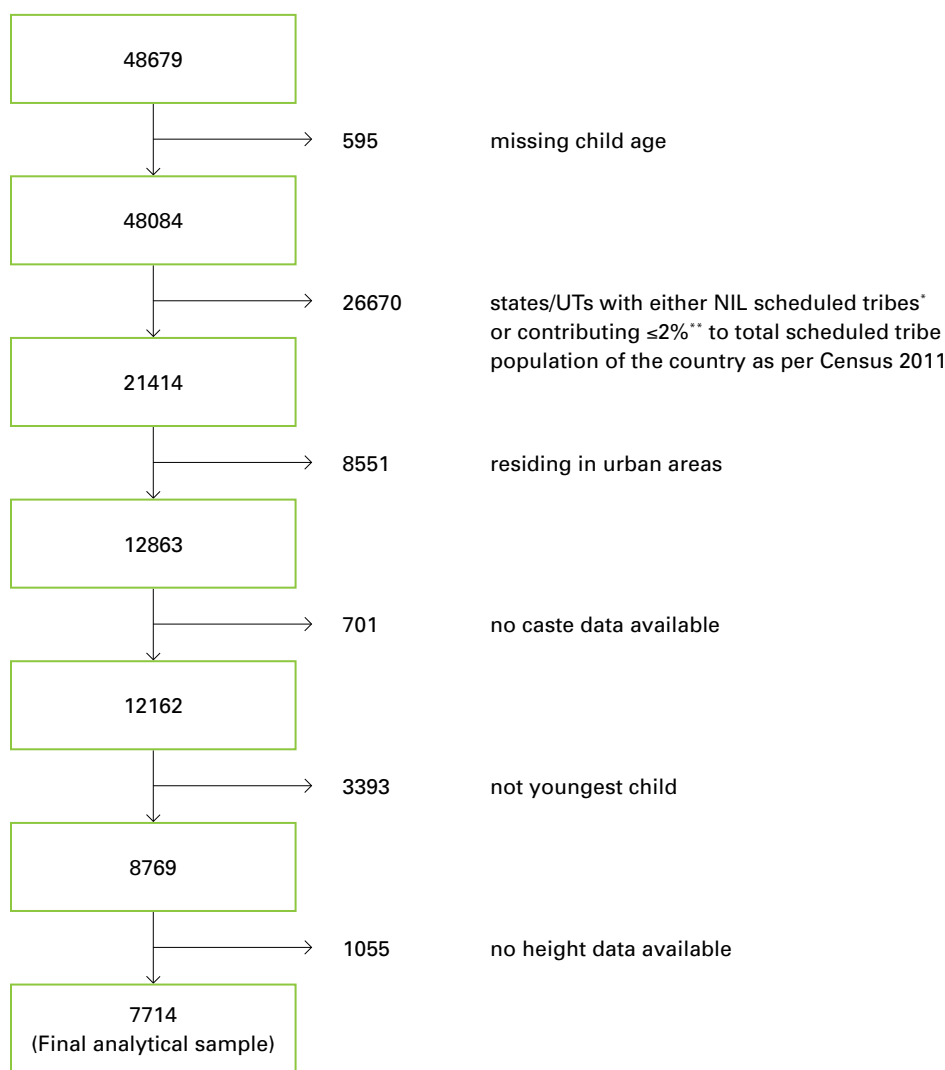 48679
595 missing child age
48084
26670 states/UTs with either NIL scheduled tribes*
or contributing ≤2%** to total scheduled tribe
population of the country as per Census 2011
21414
8551 residing in urban areas
12863
701 no caste data available
12162
3393 not youngest child
8769
1055 no height data available
7714
(Final analytical sample)